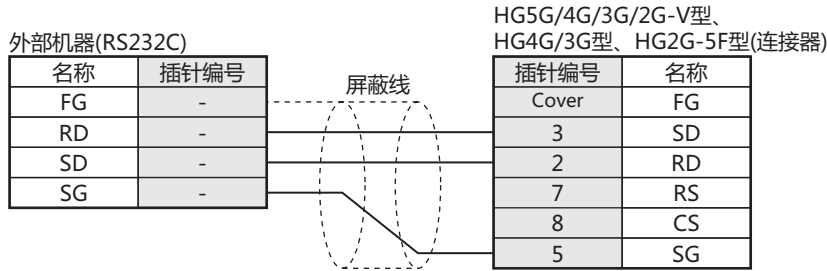 HG5G/4G/3G/2G-V型、
外部机器(RS232C)
HG4G/3G型、HG2G-5F型(连接器)
名称 插针编号
屏蔽线
插针编号 名称
FG -
Cover FG
RD -
3 SD
SD -
2 RD
SG -
7 RS
8 CS
5 SG